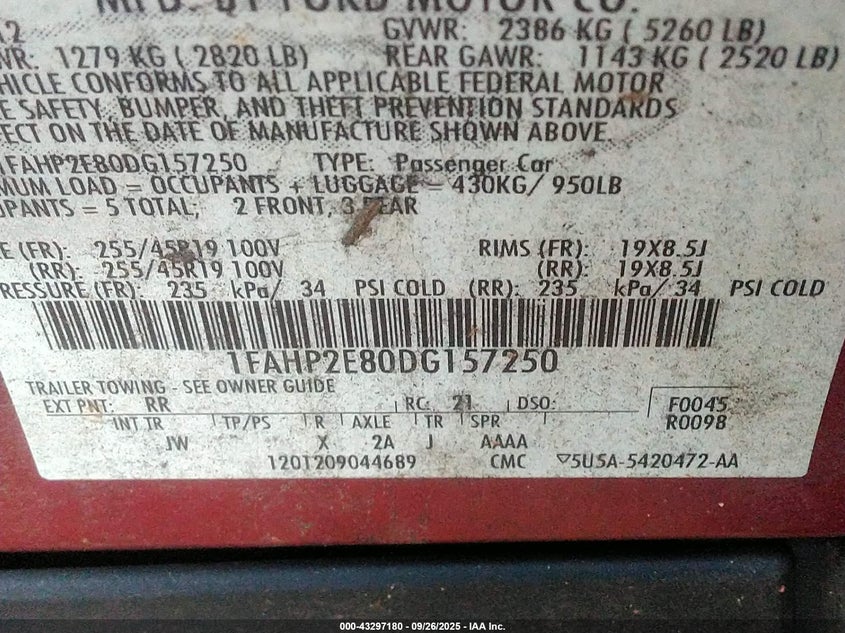 MFD. BY FORD MOTOR CO.
12 GVWR: 2386 KG ( 5260 LB)
WR: 1279 KG ( 2820 LB) REAR GAWR: 1143 KG ( 2520 LB)
HICLE CONFORMS TO ALL APPLICABLE FEDERAL MOTOR
E SAFETY, BUMPER, AND THEFT PREVENTION STANDARDS
FECT ON THE DATE OF MANUFACTURE SHOWN ABOVE.
1FAHP2E80DG157250 TYPE: Passenger Car
MUM LOAD = OCCUPANTS + LUGGAGE = 430KG/ 950LB
UPANTS = 5 TOTAL, 2 FRONT, 3 REAR
E (FR): 255/45R19 100V RIMS (FR): 19X8.5J
(RR): 255/45R19 100V (RR): 19X8.5J
RESSURE (FR): 235 kPa/ 34 PSI COLD (RR): 235 kPa/ 34 PSI COLD
1FAHP2E80DG157250
TRAILER TOWING - SEE OWNER GUIDE
EXT PNT: RR RC: 21 DSO: F0045
INT TR TP/PS R AXLE TR SPR R0098
JW X 2A J AAAA
120T209044689 CMC ▽5U5A-5420472-AA
000-43297180 - 09/26/2025 - IAA Inc.